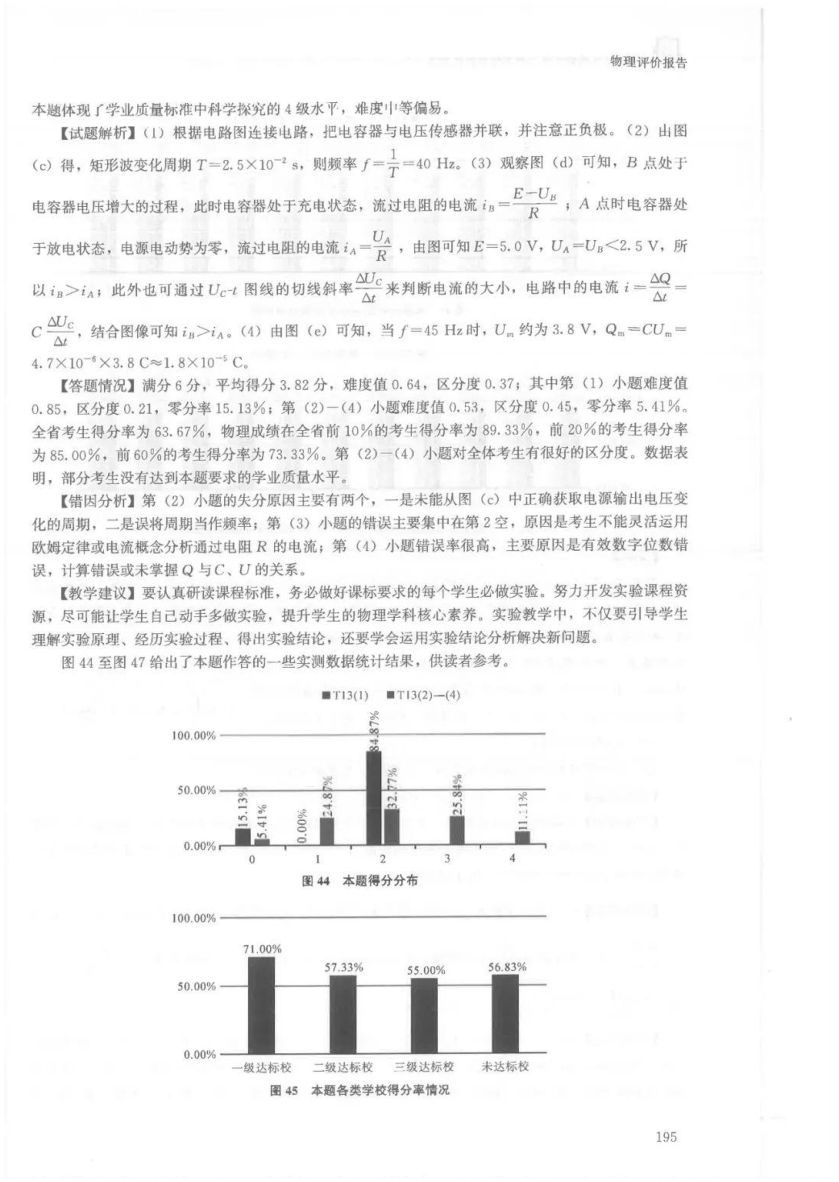 物理评价报告
本题体现了学业质量标准中科学探究的 4 级水平，难度中等偏易。
【试题解析】（1）根据电路图连接电路，把电容器与电压传感器并联，并注意正负极。（2）由图
（c）得，矩形波变化周期 T=2.5×10⁻² s，则频率 f=1/T=40 Hz。（3）观察图（d）可知，B 点处于
电容器电压增大的过程，此时电容器处于充电状态，流过电阻的电流 i_B=(E−U_B)/R；A 点时电容器处
于放电状态，电源电动势为零，流过电阻的电流 i_A=U_A/R，由图可知 E=5.0 V，U_A=U_B<2.5 V，所
以 i_B>i_A；此外也可通过 U_C-t 图线的切线斜率 ΔU_C/Δt 来判断电流的大小，电路中的电流 i=ΔQ/Δt=
C ΔU_C/Δt，结合图像可知 i_B>i_A。（4）由图（e）可知，当 f=45 Hz 时，U_m 约为 3.8 V，Q_m=CU_m=
4.7×10⁻⁶×3.8 C≈1.8×10⁻⁵ C。
【答题情况】满分 6 分，平均得分 3.82 分，难度值 0.64，区分度 0.37；其中第（1）小题难度值
0.85，区分度 0.21，零分率 15.13%；第（2）—（4）小题难度值 0.53，区分度 0.45，零分率 5.41%。
全省考生得分率为 63.67%，物理成绩在全省前 10%的考生得分率为 89.33%，前 20%的考生得分率
为 85.00%，前 60%的考生得分率为 73.33%。第（2）—（4）小题对全体考生有很好的区分度。数据表
明，部分考生没有达到本题要求的学业质量水平。
【错因分析】第（2）小题的失分原因主要有两个，一是未能从图（c）中正确获取电源输出电压变
化的周期，二是误将周期当作频率；第（3）小题的错误主要集中在第 2 空，原因是考生不能灵活运用
欧姆定律或电流概念分析通过电阻 R 的电流；第（4）小题错误率很高，主要原因是有效数字位数错
误，计算错误或未掌握 Q 与 C、U 的关系。
【教学建议】要认真研读课程标准，务必做好课标要求的每个学生必做实验。努力开发实验课程资
源，尽可能让学生自己动手多做实验，提升学生的物理学科核心素养。实验教学中，不仅要引导学生
理解实验原理、经历实验过程、得出实验结论，还要学会运用实验结论分析解决新问题。
图 44 至图 47 给出了本题作答的一些实测数据统计结果，供读者参考。
■T13(1) ■T13(2)—(4)
100.00%
50.00%
0.00%
15.13% 5.41% 0.00% 24.87% 84.87% 32.77% 25.84% 11.11%
0 1 2 3 4
图 44 本题得分分布
100.00%
50.00%
0.00%
71.00% 57.33% 55.00% 56.83%
一级达标校 二级达标校 三级达标校 未达标校
图 45 本题各类学校得分率情况
195